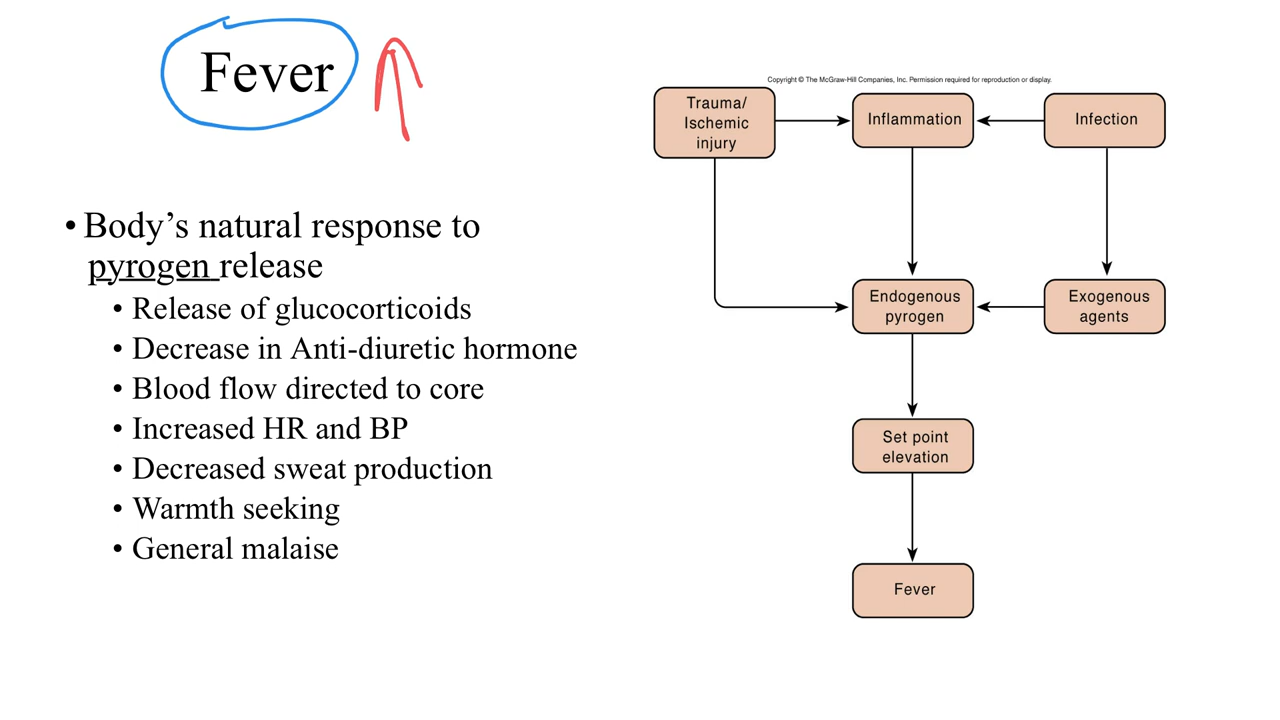 Fever
• Body’s natural response to
pyrogen release
• Release of glucocorticoids
• Decrease in Anti-diuretic hormone
• Blood flow directed to core
• Increased HR and BP
• Decreased sweat production
• Warmth seeking
• General malaise
Copyright © The McGraw-Hill Companies, Inc. Permission required for reproduction or display.
Trauma/
Ischemic
injury
Inflammation
Infection
Endogenous
pyrogen
Exogenous
agents
Set point
elevation
Fever